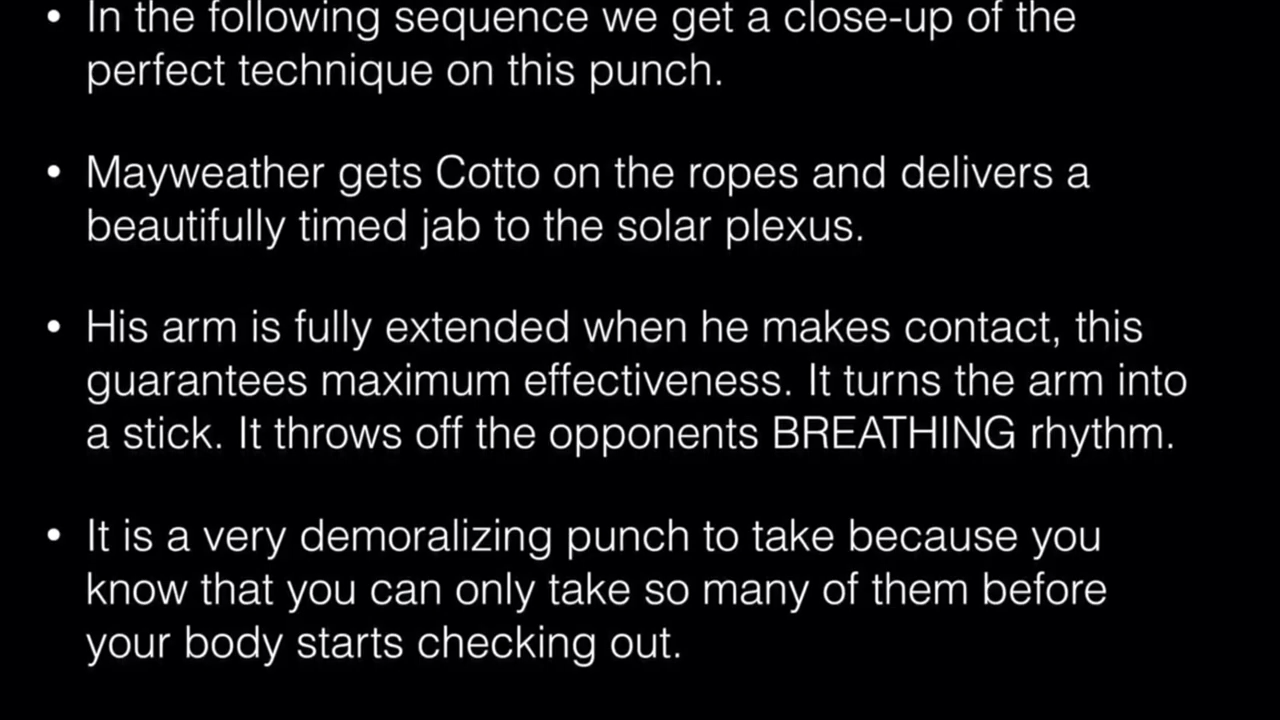 • In the following sequence we get a close-up of the
perfect technique on this punch.
• Mayweather gets Cotto on the ropes and delivers a
beautifully timed jab to the solar plexus.
• His arm is fully extended when he makes contact, this
guarantees maximum effectiveness. It turns the arm into
a stick. It throws off the opponents BREATHING rhythm.
• It is a very demoralizing punch to take because you
know that you can only take so many of them before
your body starts checking out.